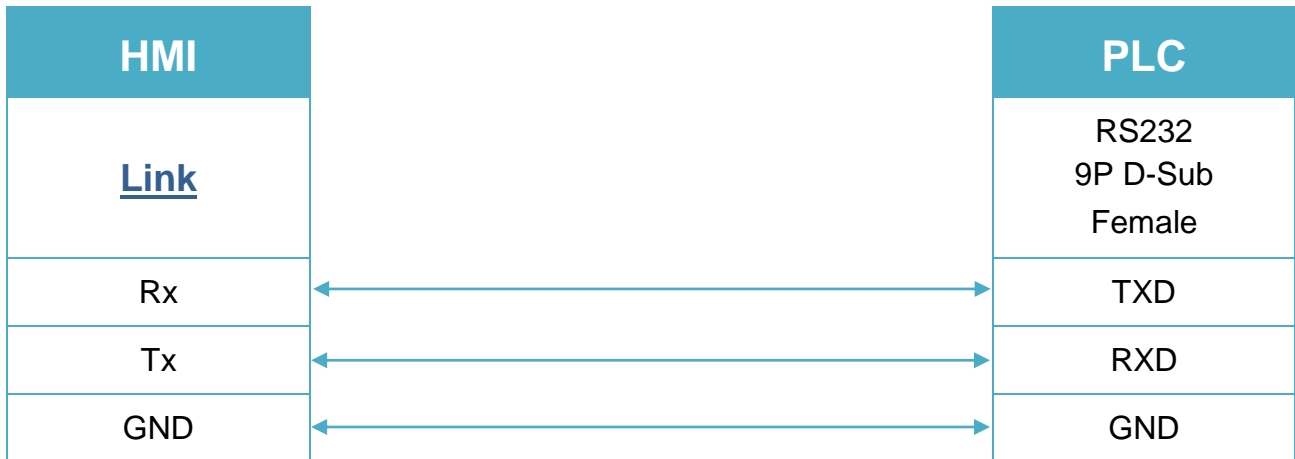 HMI
PLC
Link
RS232
9P D-Sub
Female
Rx
TXD
Tx
RXD
GND
GND